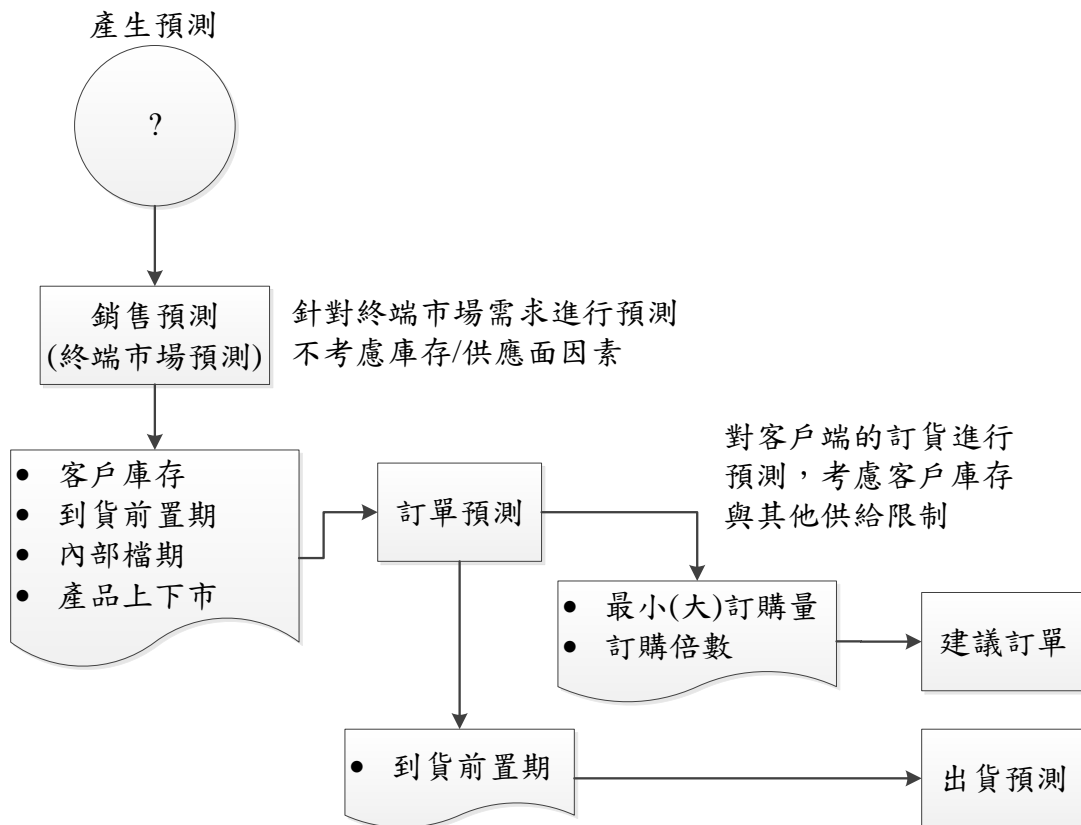 產生預測
?
銷售預測
(終端市場預測)
針對終端市場需求進行預測
不考慮庫存/供應面因素
● 客戶庫存
● 到貨前置期
● 內部檔期
● 產品上下市
訂單預測
對客戶端的訂貨進行
預測，考慮客戶庫存
與其他供給限制
● 最小(大)訂購量
● 訂購倍數
建議訂單
● 到貨前置期
出貨預測